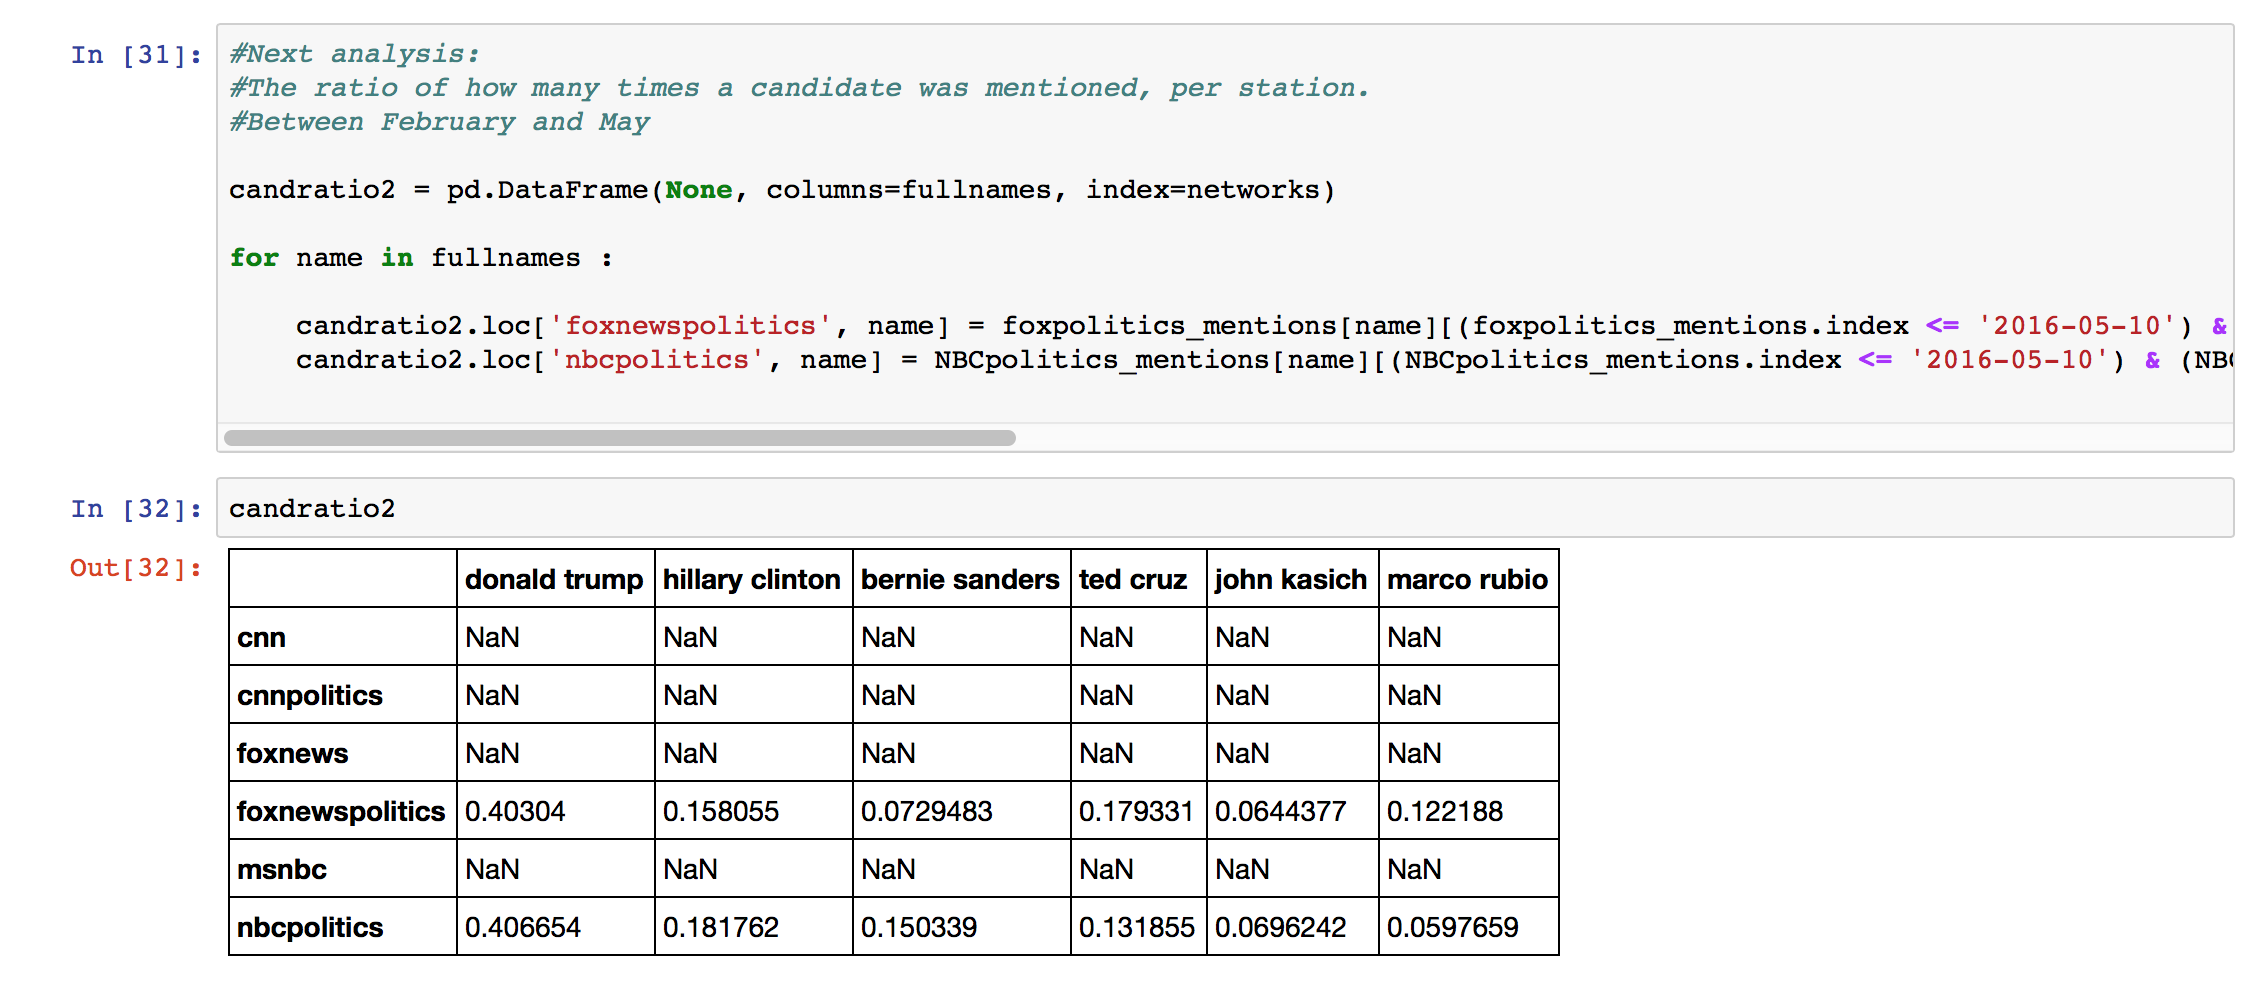 In [31]:
#Next analysis:
#The ratio of how many times a candidate was mentioned, per station.
#Between February and May
candratio2 = pd.DataFrame(None, columns=fullnames, index=networks)
for name in fullnames :
candratio2.loc['foxnewspolitics', name] = foxpolitics_mentions[name][(foxpolitics_mentions.index <= '2016-05-10') &
candratio2.loc['nbcpolitics', name] = NBCpolitics_mentions[name][(NBCpolitics_mentions.index <= '2016-05-10') & (NB
In [32]:
candratio2
Out[32]:
donald trump hillary clinton bernie sanders ted cruz john kasich marco rubio
cnn NaN NaN NaN NaN NaN NaN
cnnpolitics NaN NaN NaN NaN NaN NaN
foxnews NaN NaN NaN NaN NaN NaN
foxnewspolitics 0.40304 0.158055 0.0729483 0.179331 0.0644377 0.122188
msnbc NaN NaN NaN NaN NaN NaN
nbcpolitics 0.406654 0.181762 0.150339 0.131855 0.0696242 0.0597659